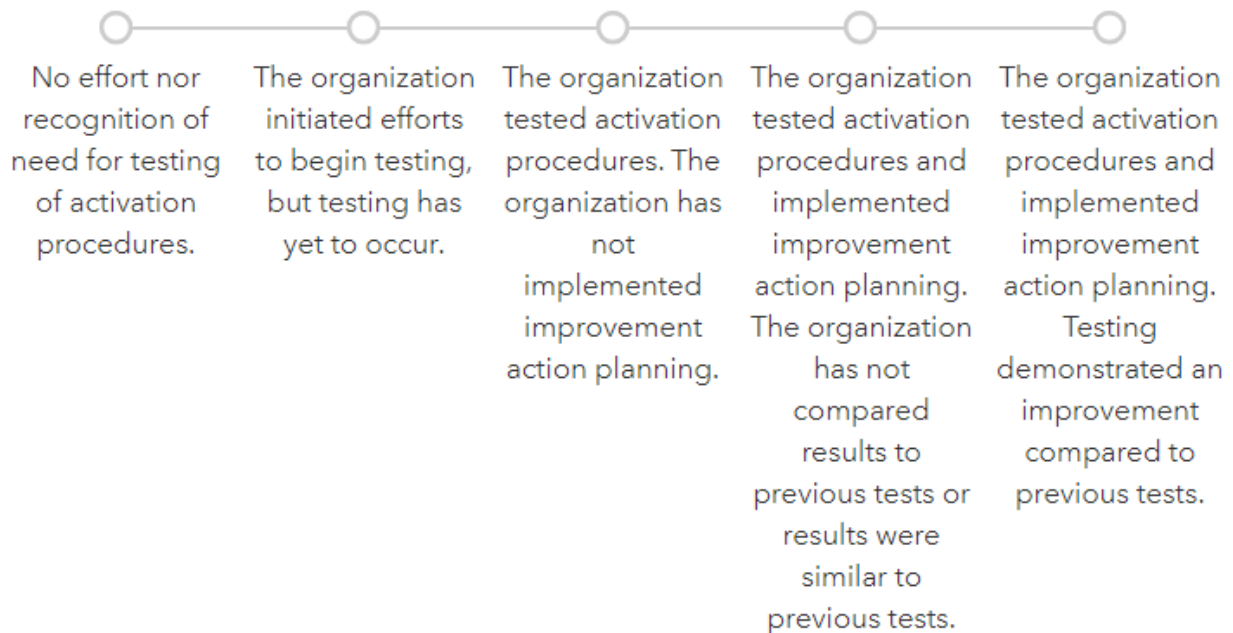 No effort nor
recognition of
need for testing
of activation
procedures.
The organization
initiated efforts
to begin testing,
but testing has
yet to occur.
The organization
tested activation
procedures. The
organization has
not
implemented
improvement
action planning.
The organization
tested activation
procedures and
implemented
improvement
action planning.
The organization
has not
compared
results to
previous tests or
results were
similar to
previous tests.
The organization
tested activation
procedures and
implemented
improvement
action planning.
Testing
demonstrated an
improvement
compared to
previous tests.